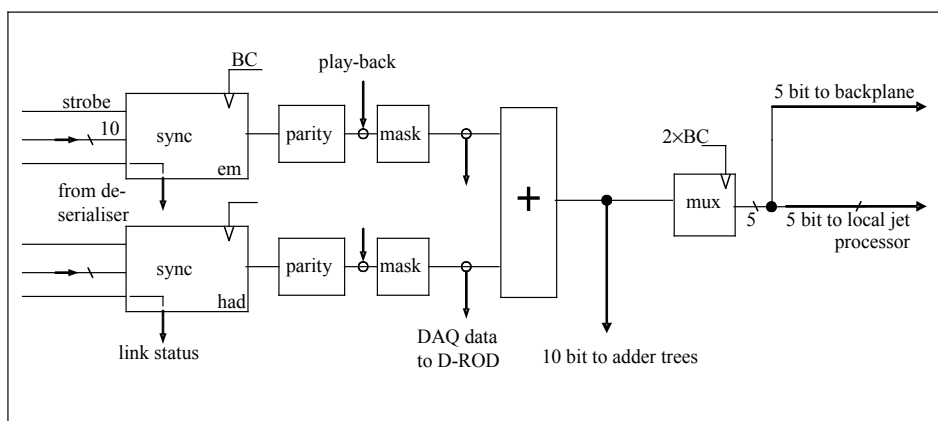 BC
play-back
strobe
10
sync
parity
mask
em
from de-
serialiser
+
2×BC
mux
5
5 bit to backplane
5 bit to local jet
processor
sync
parity
mask
had
link status
DAQ data
to D-ROD
10 bit to adder trees